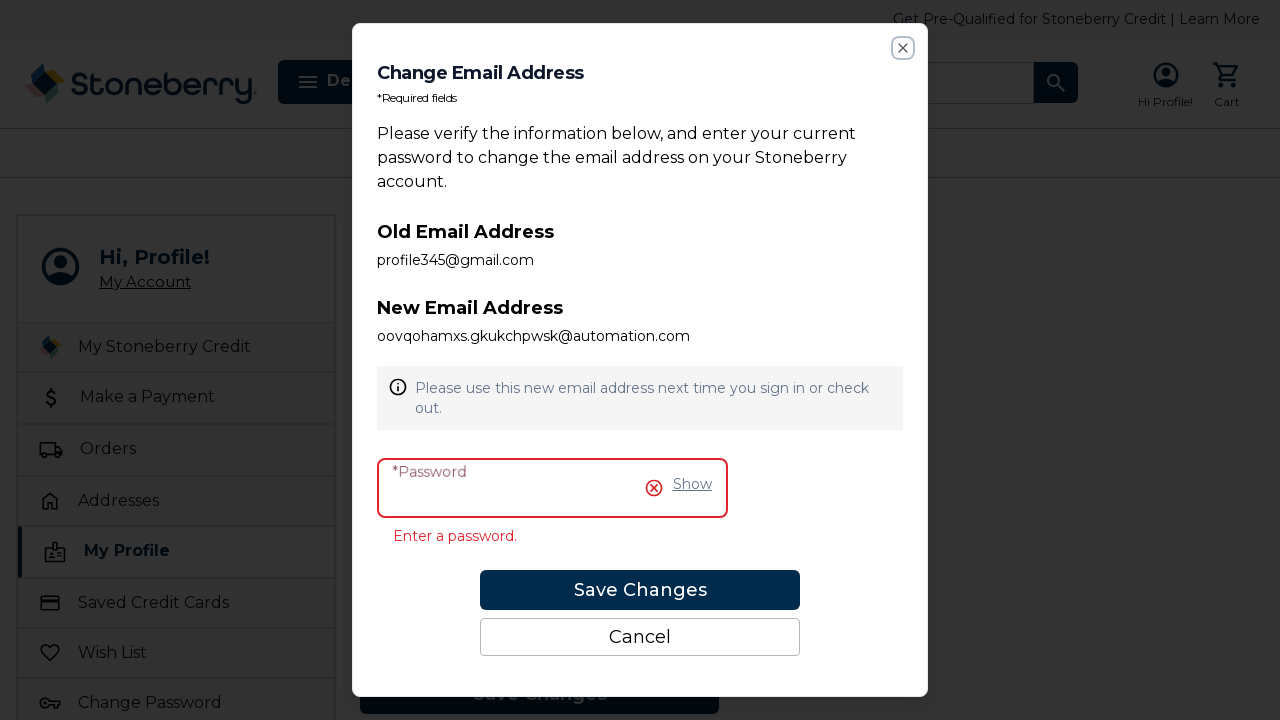 Get Pre-Qualified for Stoneberry Credit | Learn More
Stoneberry
De
Hi Profile!
Cart
Hi, Profile!
My Account
My Stoneberry Credit
Make a Payment
Orders
Addresses
My Profile
Saved Credit Cards
Wish List
Change Password
Change Email Address
*Required fields
Please verify the information below, and enter your current
password to change the email address on your Stoneberry
account.
Old Email Address
profile345@gmail.com
New Email Address
oovqohamxs.gkukchpwsk@automation.com
Please use this new email address next time you sign in or check
out.
*Password
Show
Enter a password.
Save Changes
Cancel
Save Changes